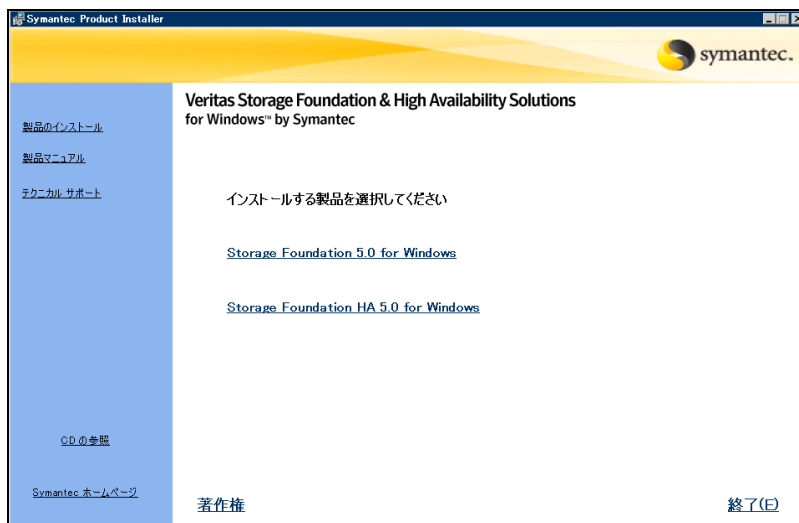 Symantec Product Installer
symantec.
Veritas Storage Foundation & High Availability Solutions
for Windows™ by Symantec
製品のインストール
製品マニュアル
テクニカル サポート
インストールする製品を選択してください
Storage Foundation 5.0 for Windows
Storage Foundation HA 5.0 for Windows
CD の参照
Symantec ホームページ
著作権
終了(E)